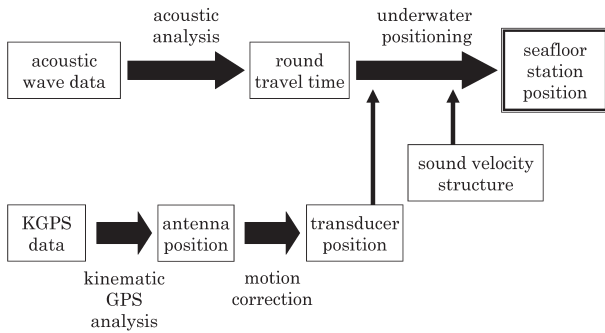 acoustic
analysis
underwater
positioning
acoustic
wave data
round
travel time
seafloor
station
position
sound velocity
structure
KGPS
data
antenna
position
transducer
position
kinematic
GPS
analysis
motion
correction